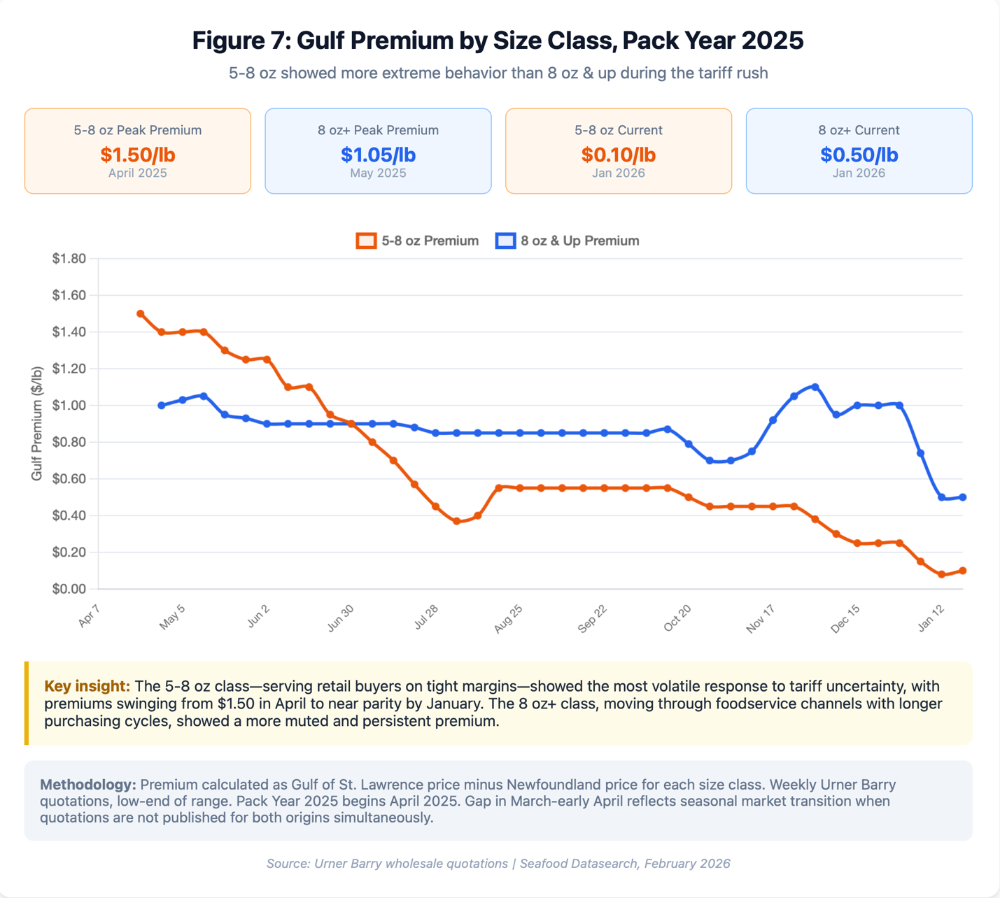 Figure 7: Gulf Premium by Size Class, Pack Year 2025
5-8 oz showed more extreme behavior than 8 oz & up during the tariff rush
5-8 oz Peak Premium
$1.50/lb
April 2025
8 oz+ Peak Premium
$1.05/lb
May 2025
5-8 oz Current
$0.10/lb
Jan 2026
8 oz+ Current
$0.50/lb
Jan 2026
5-8 oz Premium
8 oz & Up Premium
Gulf Premium ($/lb)
$1.80
$1.60
$1.40
$1.20
$1.00
$0.80
$0.60
$0.40
$0.20
$0.00
Apr 7
May 5
Jun 2
Jun 30
Jul 28
Aug 25
Sep 22
Oct 20
Nov 17
Dec 15
Jan 12
Key insight: The 5-8 oz class—serving retail buyers on tight margins—showed the most volatile response to tariff uncertainty, with
premiums swinging from $1.50 in April to near parity by January. The 8 oz+ class, moving through foodservice channels with longer
purchasing cycles, showed a more muted and persistent premium.
Methodology: Premium calculated as Gulf of St. Lawrence price minus Newfoundland price for each size class. Weekly Urner Barry
quotations, low-end of range. Pack Year 2025 begins April 2025. Gap in March-early April reflects seasonal market transition when
quotations are not published for both origins simultaneously.
Source: Urner Barry wholesale quotations | Seafood Datasearch, February 2026